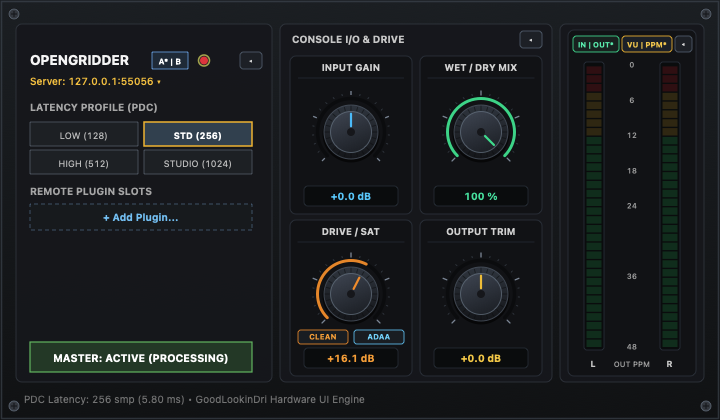 OPENGRIDDER
A* | B
◂
Server: 127.0.0.1:55056 ▾
LATENCY PROFILE (PDC)
LOW (128)
STD (256)
HIGH (512)
STUDIO (1024)
REMOTE PLUGIN SLOTS
+ Add Plugin...
MASTER: ACTIVE (PROCESSING)
CONSOLE I/O & DRIVE
◂
INPUT GAIN
+0.0 dB
WET / DRY MIX
100 %
DRIVE / SAT
CLEAN
ADAA
+16.1 dB
OUTPUT TRIM
+0.0 dB
IN | OUT*
VU | PPM*
◂
0
6
12
18
24
36
48
L
OUT PPM
R
PDC Latency: 256 smp (5.80 ms) • GoodLookinDri Hardware UI Engine